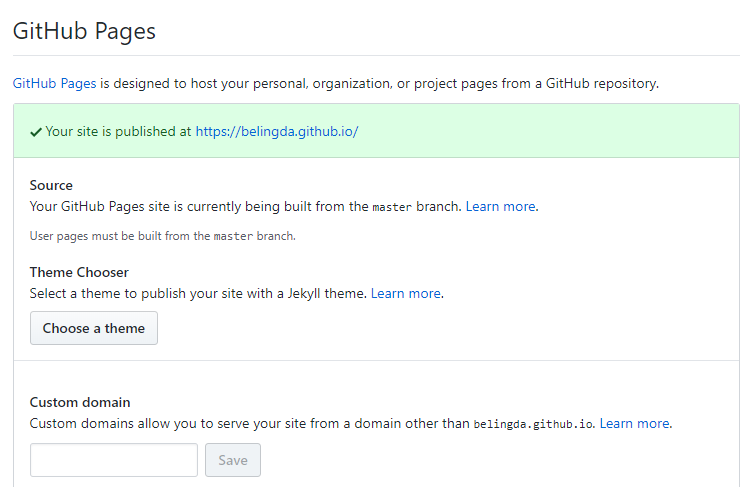 GitHub Pages
GitHub Pages is designed to host your personal, organization, or project pages from a GitHub repository.
Your site is published at https://belingda.github.io/
Source
Your GitHub Pages site is currently being built from the master branch. Learn more.
User pages must be built from the master branch.
Theme Chooser
Select a theme to publish your site with a Jekyll theme. Learn more.
Choose a theme
Custom domain
Custom domains allow you to serve your site from a domain other than belingda.github.io. Learn more.
Save